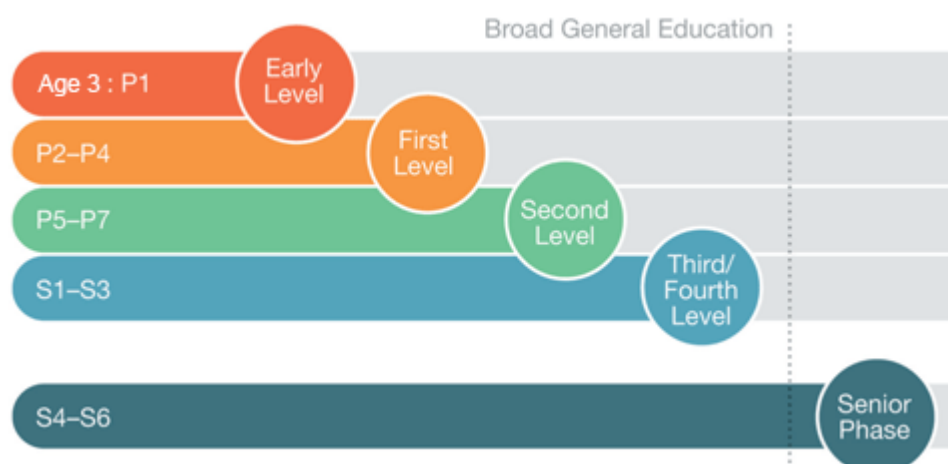 Broad General Education
Age 3 : P1
Early
Level
P2–P4
First
Level
P5–P7
Second
Level
S1–S3
Third/
Fourth
Level
S4–S6
Senior
Phase